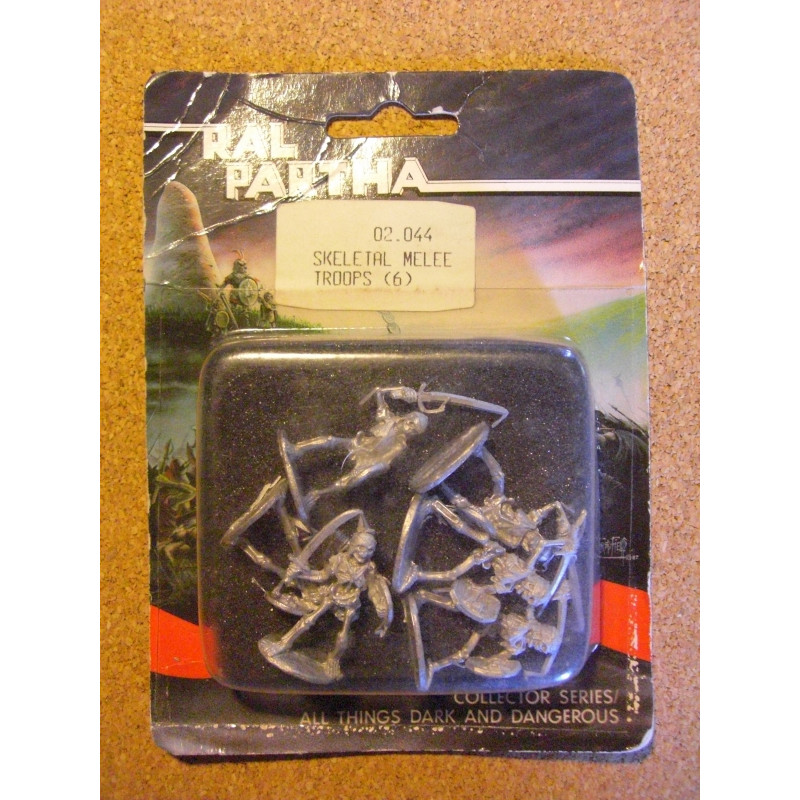 RAL
PARTHA
02.044
SKELETAL MELEE
TROOPS (6)
COLLECTOR SERIES/
ALL THINGS DARK AND DANGEROUS